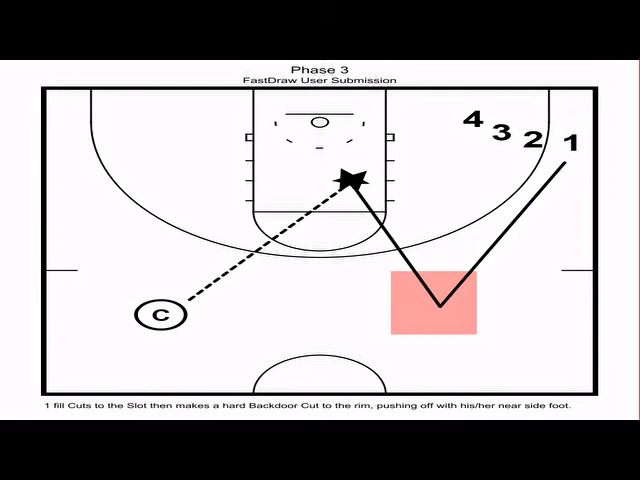 Phase 3
FastDraw User Submission
4 3 2 1
C
1 fill Cuts to the Slot then makes a hard Backdoor Cut to the rim, pushing off with his/her near side foot.